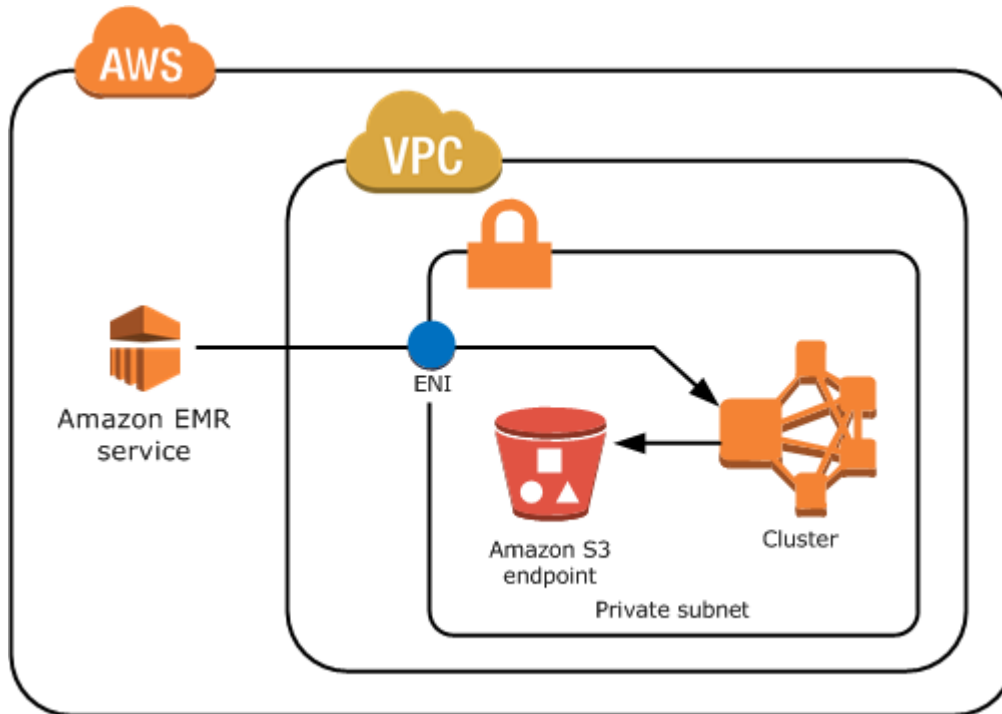 AWS
VPC
ENI
Amazon EMR
service
Amazon S3
endpoint
Cluster
Private subnet